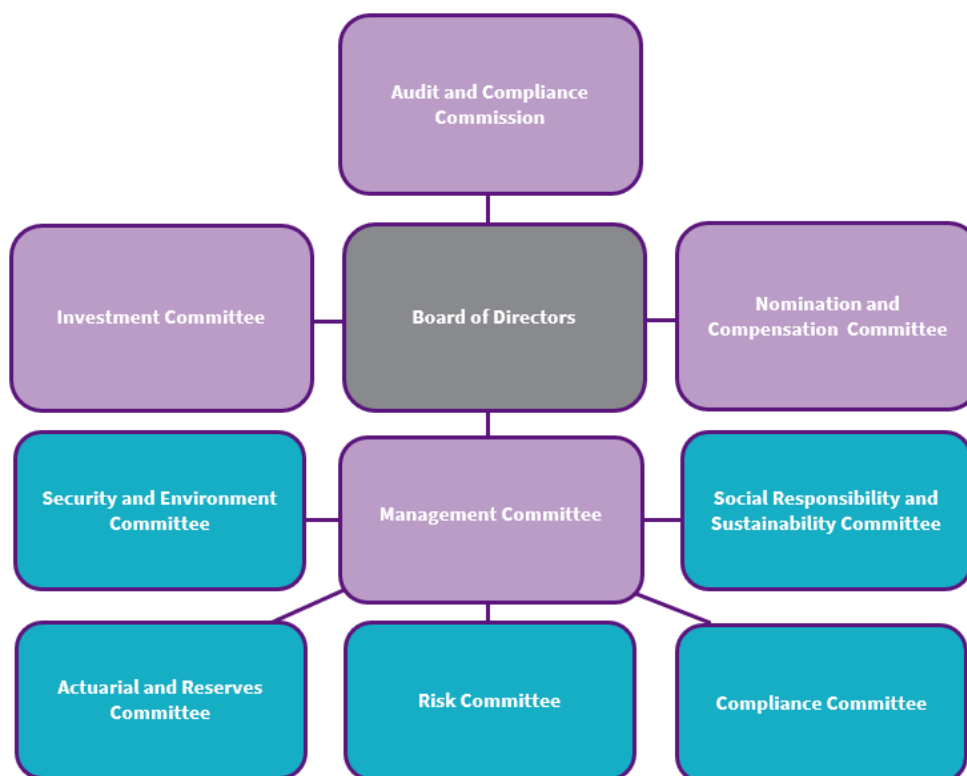 Audit and Compliance
Commission
Investment Committee
Board of Directors
Nomination and
Compensation  Committee
Security and Environment
Committee
Management Committee
Social Responsibility and
Sustainability Committee
Actuarial and Reserves
Committee
Risk Committee
Compliance Committee